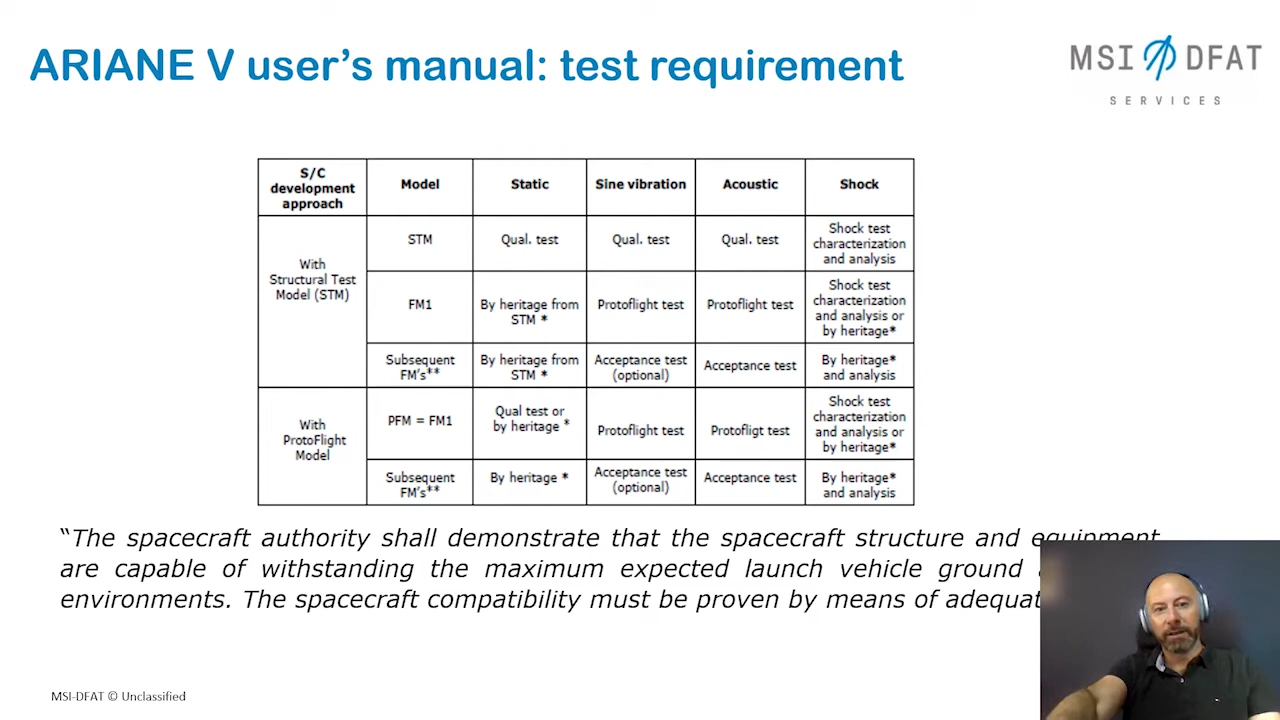 ARIANE V user's manual: test requirement
MSI DFAT
SERVICES
S/C development approach
Model
Static
Sine vibration
Acoustic
Shock
With Structural Test Model (STM)
STM
Qual. test
Qual. test
Qual. test
Shock test characterization and analysis
FM1
By heritage from STM *
Protoflight test
Protoflight test
Shock test characterization and analysis or by heritage*
Subsequent FM's**
By heritage from STM *
Acceptance test (optional)
Acceptance test
By heritage* and analysis
With ProtoFlight Model
PFM = FM1
Qual test or by heritage *
Protoflight test
Protofligt test
Shock test characterization and analysis or by heritage*
Subsequent FM's**
By heritage *
Acceptance test (optional)
Acceptance test
By heritage* and analysis
“The spacecraft authority shall demonstrate that the spacecraft structure and equipment
are capable of withstanding the maximum expected launch vehicle ground
environments. The spacecraft compatibility must be proven by means of
MSI-DFAT © Unclassified